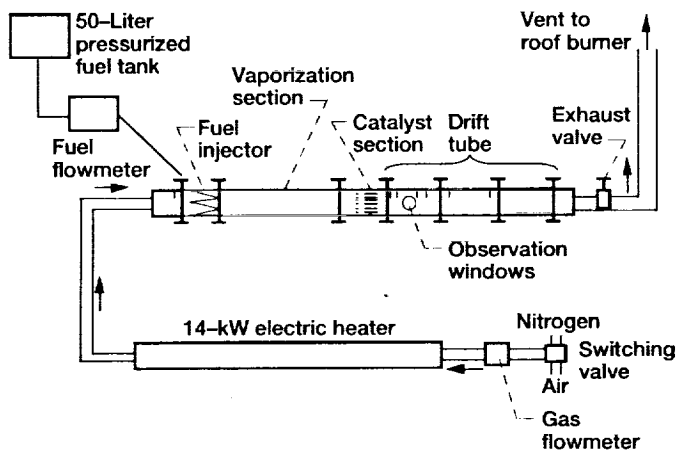 50–Liter
pressurized
fuel tank
Vent to
roof burner
Vaporization
section
Fuel
injector
Catalyst
section
Drift
tube
Exhaust
valve
Fuel
flowmeter
Observation
windows
14–kW electric heater
Nitrogen
Switching
valve
Air
Gas
flowmeter